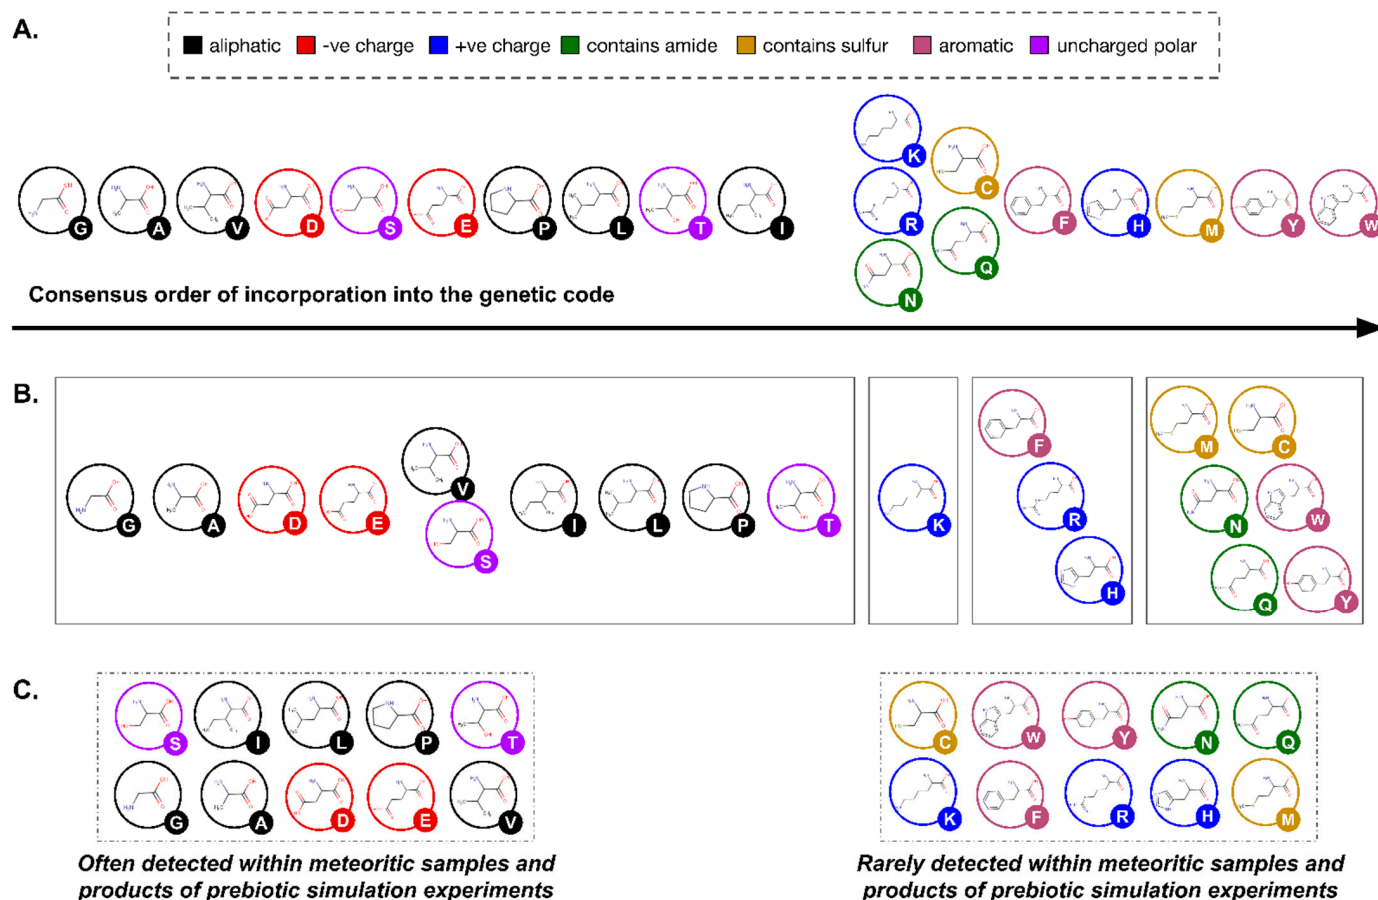 A.
aliphatic -ve charge +ve charge contains amide contains sulfur aromatic uncharged polar
G A V D S E P L T I K R N C Q F H M Y W
Consensus order of incorporation into the genetic code
B.
G A D E V S I L P T K F R H M C N W Q Y
C.
S I L P T C W Y N Q
G A D E V K F R H M
Often detected within meteoritic samples and
products of prebiotic simulation experiments
Rarely detected within meteoritic samples and
products of prebiotic simulation experiments